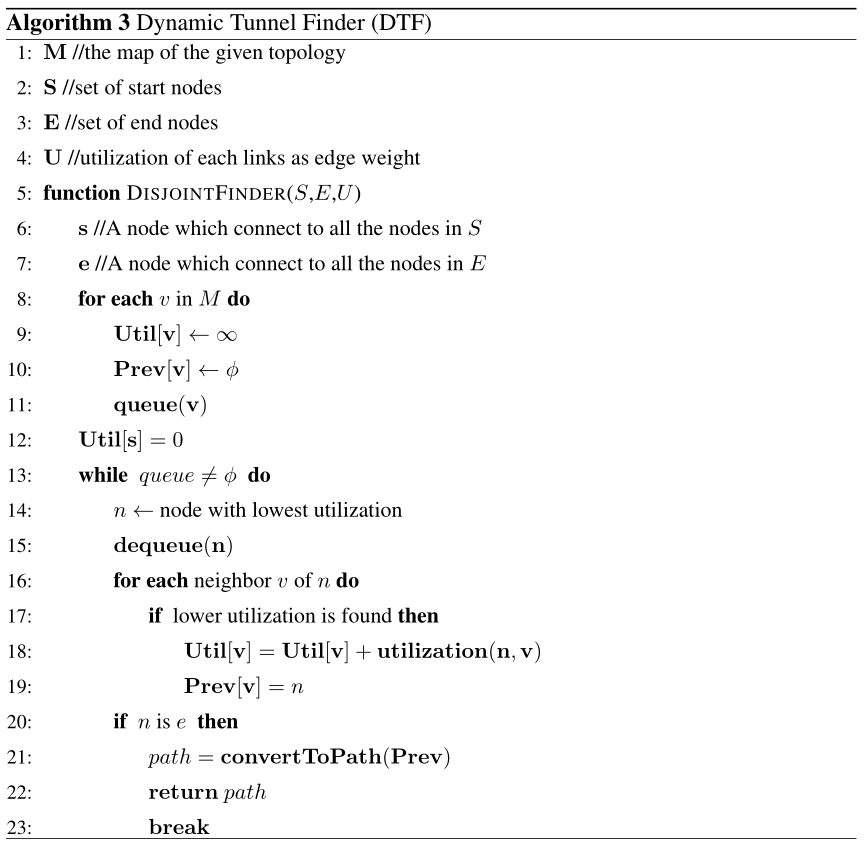 Algorithm 3 Dynamic Tunnel Finder (DTF)
1: M //the map of the given topology
2: S //set of start nodes
3: E //set of end nodes
4: U //utilization of each links as edge weight
5: function DISJOINTFINDER(S,E,U)
6: s //A node which connect to all the nodes in S
7: e //A node which connect to all the nodes in E
8: for each v in M do
9: Util[v] ← ∞
10: Prev[v] ← ϕ
11: queue(v)
12: Util[s] = 0
13: while queue ≠ ϕ do
14: n ← node with lowest utilization
15: dequeue(n)
16: for each neighbor v of n do
17: if lower utilization is found then
18: Util[v] = Util[v] + utilization(n, v)
19: Prev[v] = n
20: if n is e then
21: path = convertToPath(Prev)
22: return path
23: break